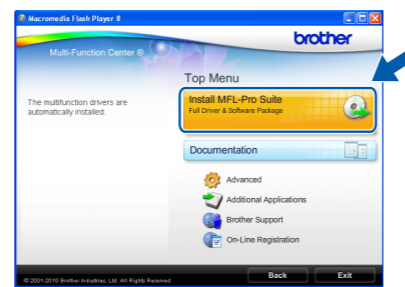 Macromedia Flash Player 8
brother
Multi-Function Center ®
Top Menu
The multifunction drivers are
automatically installed.
Install MFL-Pro Suite
Full Driver & Software Package
Documentation
Advanced
Additional Applications
Brother Support
On-Line Registration
© 2001-2010 Brother Industries, Ltd. All Rights Reserved.
Back
Exit